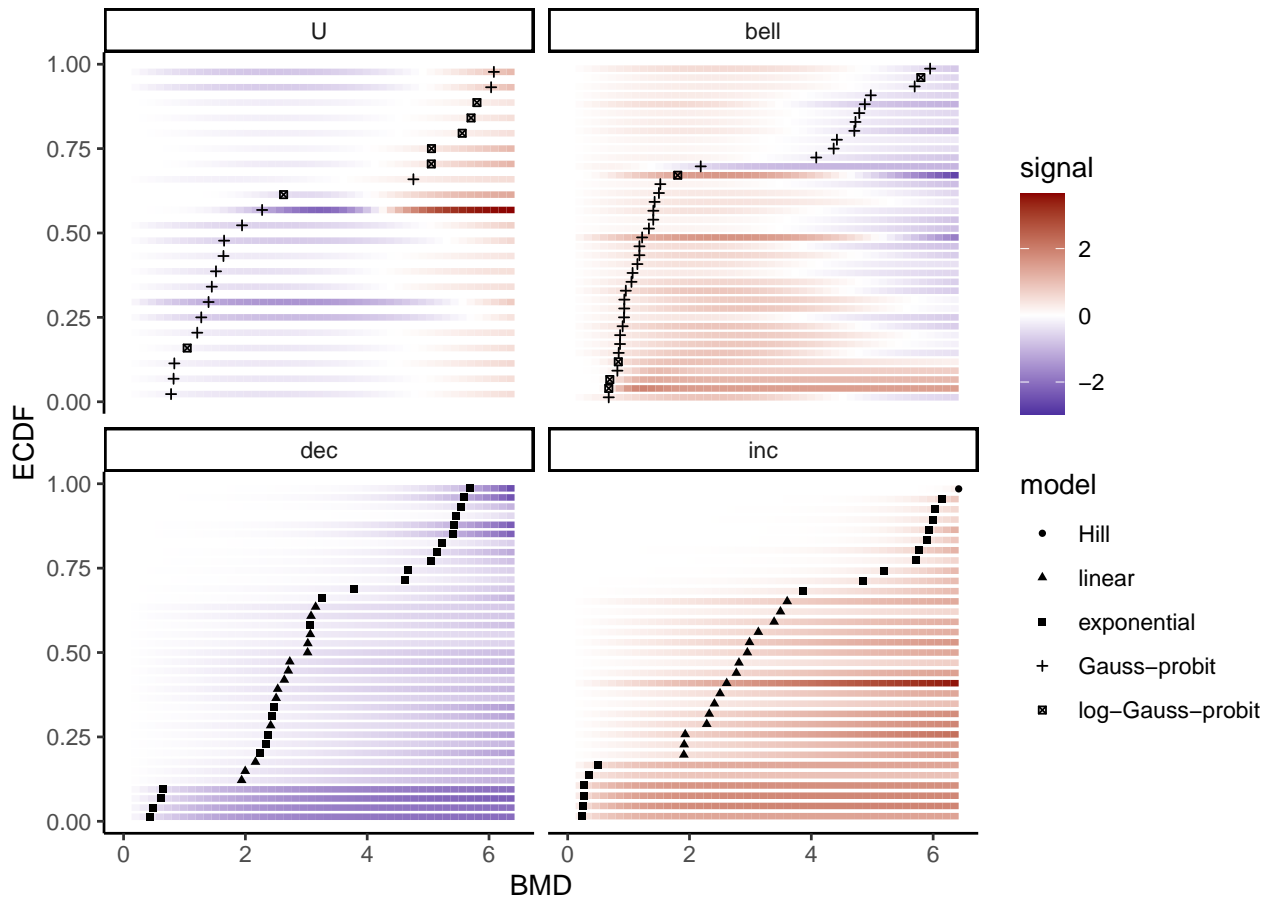 U
bell
1.00
0.75
0.50
0.25
0.00
dec
inc
1.00
0.75
0.50
0.25
0.00
0
2
4
6
0
2
4
6
ECDF
BMD
signal
2
0
−2
model
Hill
linear
exponential
Gauss−probit
log−Gauss−probit